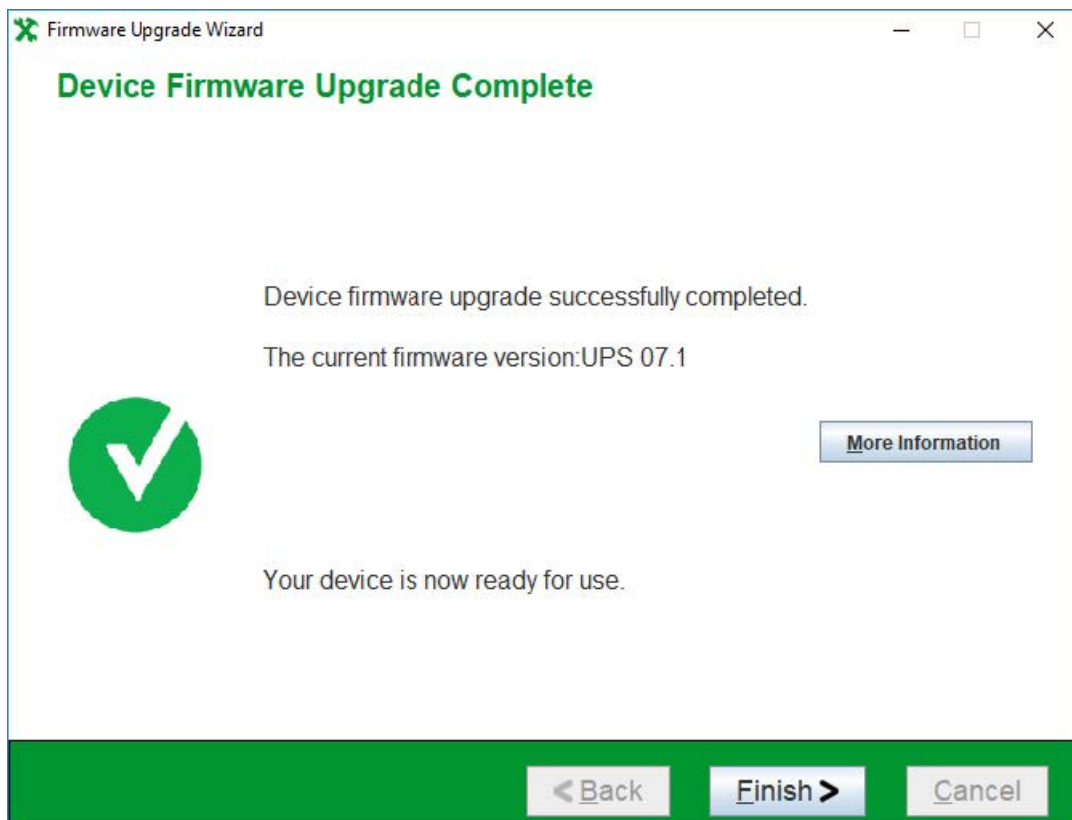 Firmware Upgrade Wizard
Device Firmware Upgrade Complete
Device firmware upgrade successfully completed.
The current firmware version:UPS 07.1
More Information
Your device is now ready for use.
< Back Finish > Cancel